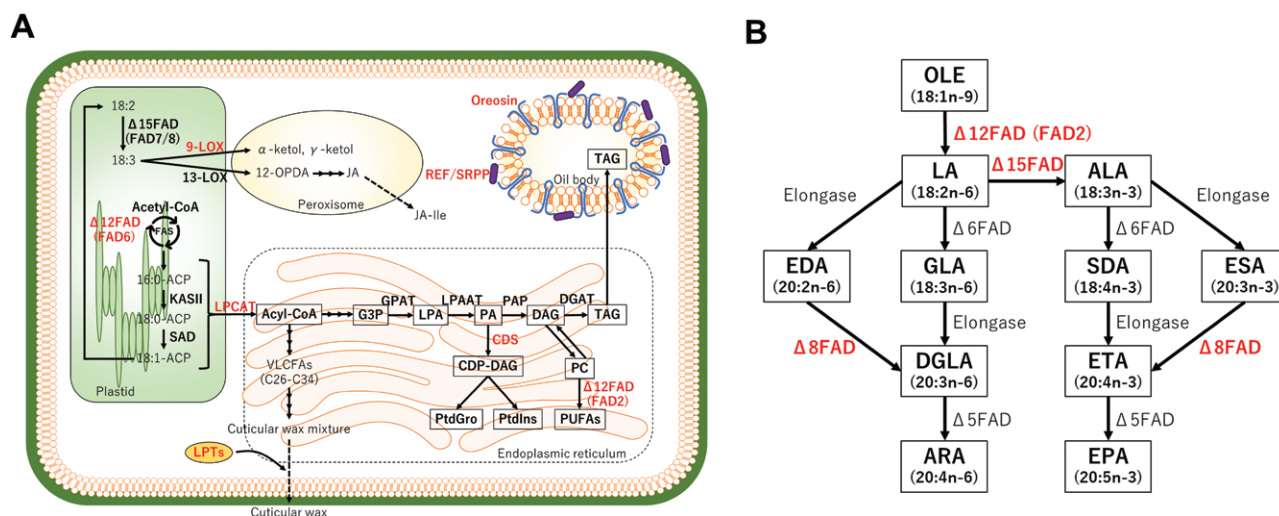 A
18:2
Δ15FAD
(FAD7/8)
18:3
9-LOX
13-LOX
α-ketol, γ-ketol
12-OPDA
JA
Peroxisome
JA-Ile
Oreosin
REF/SRPP
TAG
Oil body
Acetyl-CoA
Δ12FAD
(FAD6)
FAS
16:0-ACP
KASII
18:0-ACP
SAD
18:1-ACP
Plastid
LPCAT
Acyl-CoA
G3P
GPAT
LPA
LPAAT
PA
PAP
DAG
DGAT
TAG
CDS
VLCFAs
(C26-C34)
CDP-DAG
PC
Δ12FAD
(FAD2)
PtdGro
PtdIns
PUFAs
Cuticular wax mixture
LPTs
Endoplasmic reticulum
Cuticular wax
B
OLE
(18:1n-9)
Δ12FAD (FAD2)
LA
(18:2n-6)
Δ15FAD
ALA
(18:3n-3)
Elongase
Δ6FAD
Δ6FAD
Elongase
EDA
(20:2n-6)
GLA
(18:3n-6)
SDA
(18:4n-3)
ESA
(20:3n-3)
Elongase
Elongase
Δ8FAD
Δ8FAD
DGLA
(20:3n-6)
ETA
(20:4n-3)
Δ5FAD
Δ5FAD
ARA
(20:4n-6)
EPA
(20:5n-3)